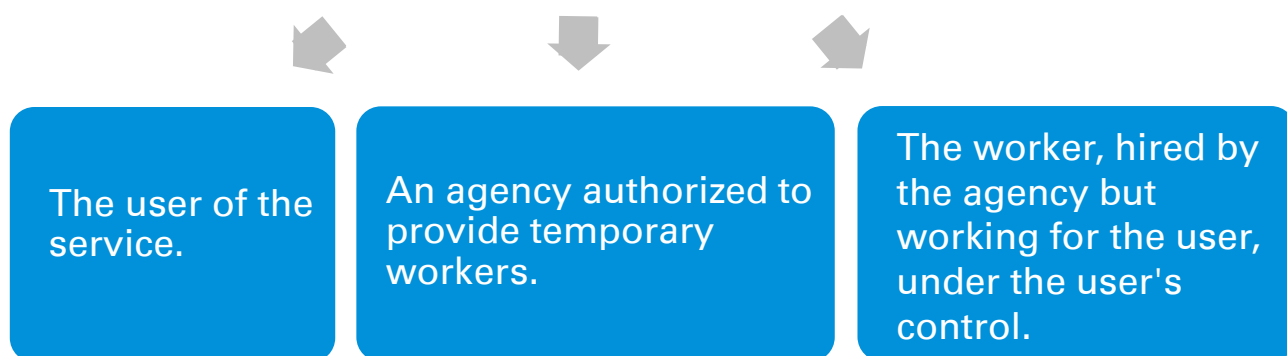 The user of the
service.
An agency authorized to
provide temporary
workers.
The worker, hired by
the agency but
working for the user,
under the user's
control.